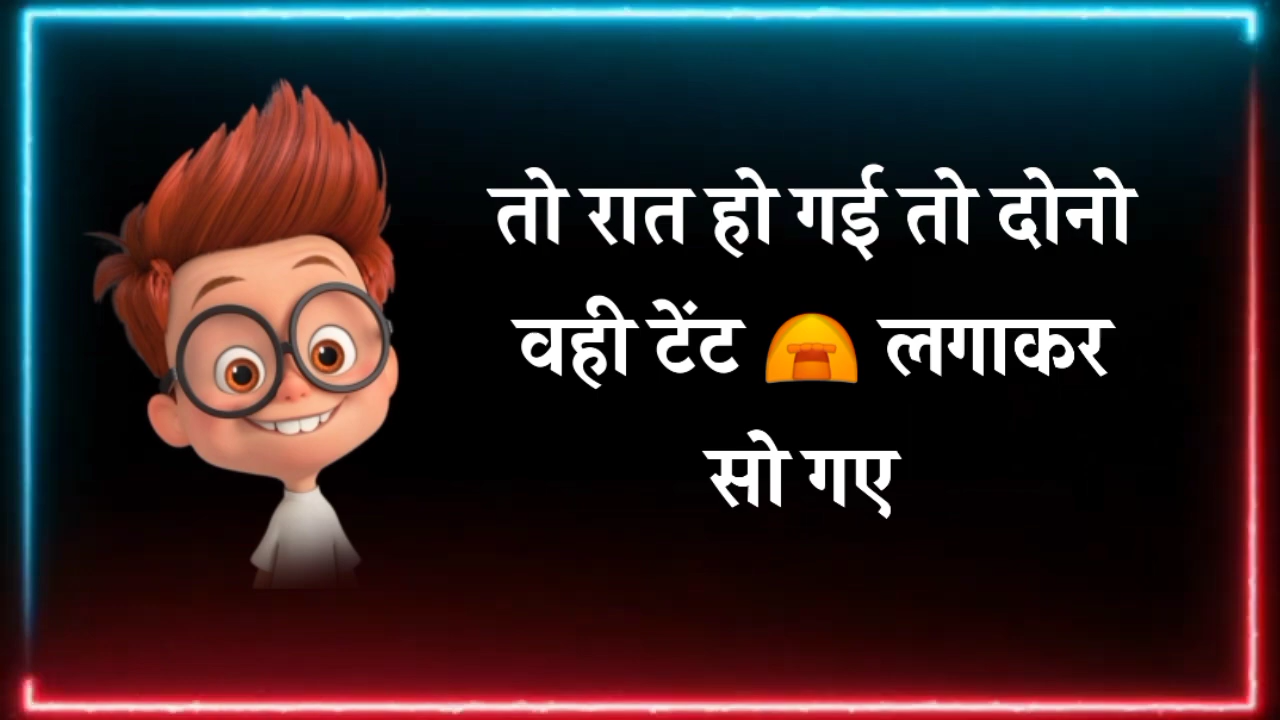 तो रात हो गई तो दोनो
वही टेंट ⛺ लगाकर
सो गए